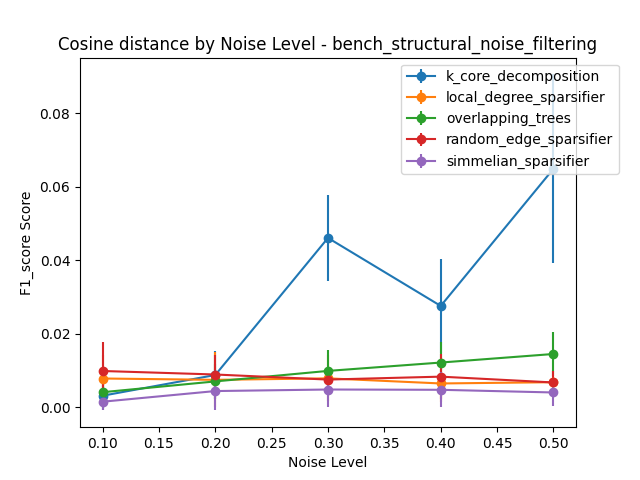 Cosine distance by Noise Level - bench_structural_noise_filtering
k_core_decomposition
local_degree_sparsifier
overlapping_trees
random_edge_sparsifier
simmelian_sparsifier
F1_score Score
0.08
0.06
0.04
0.02
0.00
0.10 0.15 0.20 0.25 0.30 0.35 0.40 0.45 0.50
Noise Level